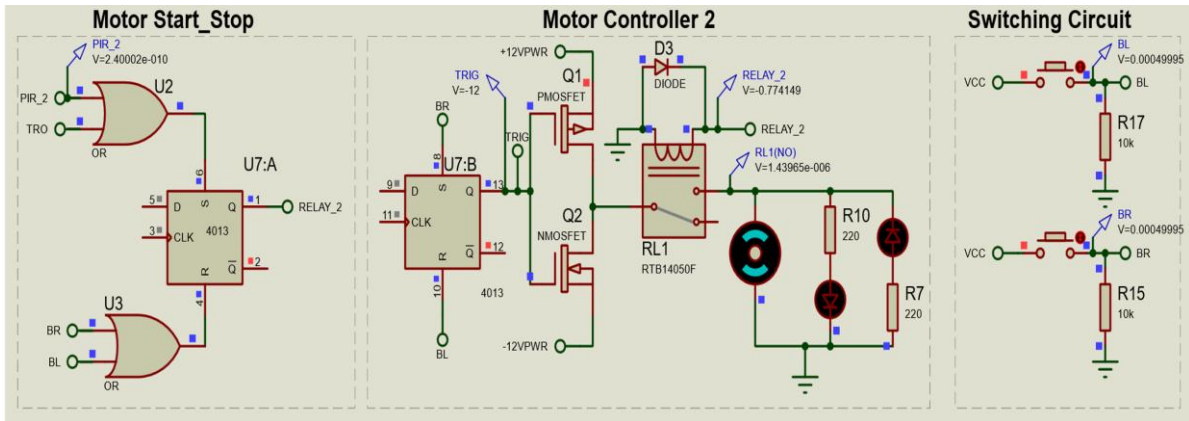 Motor Start_Stop
PIR_2
V=2.40002e-010
U2
PIR_2
TRO
OR
U7:A
6
5
D
S
Q
1
RELAY_2
4013
3
CLK
R
Q
2
4
U3
BR
BL
OR
Motor Controller 2
+12VPWR
D3
DIODE
TRIG
V=-12
Q1
PMOSFET
RELAY_2
V=-0.774149
BR
TRIG
RELAY_2
8
U7:B
RL1(NO)
V=1.43965e-006
9
D
S
Q
13
11
CLK
Q2
NMOSFET
RL1
RTB14050F
R10
220
R
Q
12
10
4013
R7
220
BL
-12VPWR
Switching Circuit
BL
V=0.00049995
VCC
BL
R17
10k
BR
V=0.00049995
VCC
BR
R15
10k